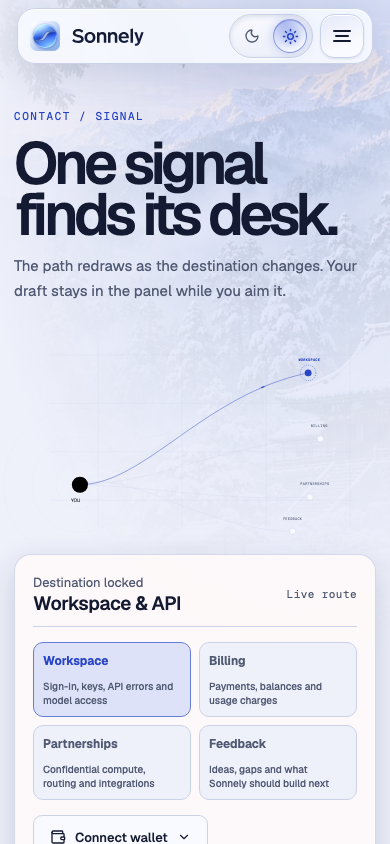 Sonnely
CONTACT / SIGNAL
One signal
finds its desk.
The path redraws as the destination changes. Your
draft stays in the panel while you aim it.
WORKSPACE
BILLING
PARTNERSHIPS
YOU
FEEDBACK
Destination locked
Workspace & API
Live route
Workspace
Sign-in, keys, API errors and
model access
Billing
Payments, balances and
usage charges
Partnerships
Confidential compute,
routing and integrations
Feedback
Ideas, gaps and what
Sonnely should build next
Connect wallet